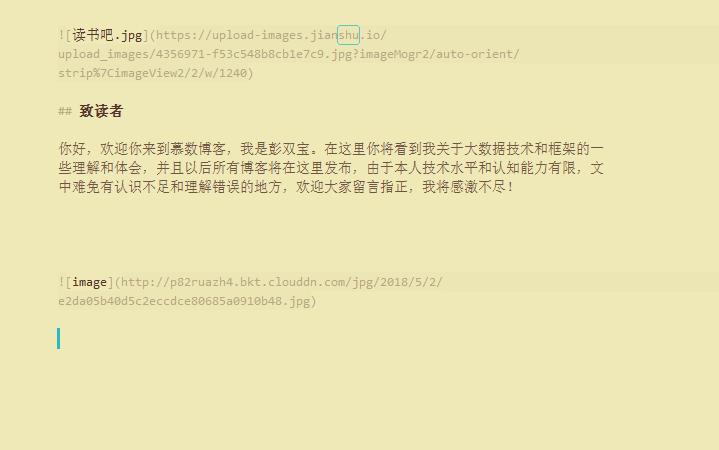 ![读书吧.jpg](https://upload-images.jianshu.io/
upload_images/4356971-f53c548b8cb1e7c9.jpg?imageMogr2/auto-orient/
strip%7CimageView2/2/w/1240)
## 致读者
你好，欢迎你来到慕数博客，我是彭双宝。在这里你将看到我关于大数据技术和框架的一
些理解和体会，并且以后所有博客将在这里发布，由于本人技术水平和认知能力有限，文
中难免有认识不足和理解错误的地方，欢迎大家留言指正，我将感激不尽！
![image](http://p82ruazh4.bkt.clouddn.com/jpg/2018/5/2/
e2da05b40d5c2eccdce80685a0910b48.jpg)